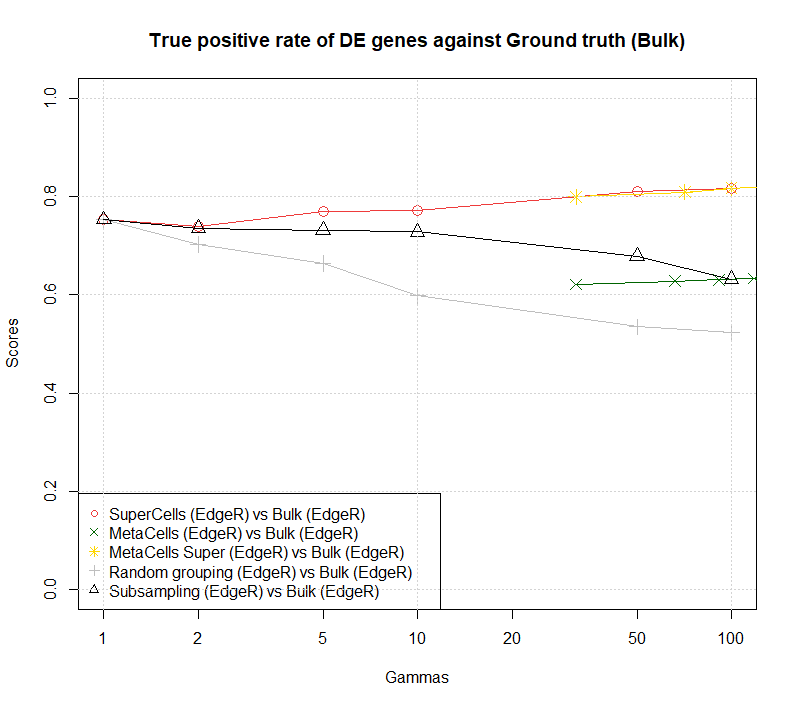 True positive rate of DE genes against Ground truth (Bulk)
Scores
1.0
0.8
0.6
0.4
0.2
0.0
SuperCells (EdgeR) vs Bulk (EdgeR)
MetaCells (EdgeR) vs Bulk (EdgeR)
MetaCells Super (EdgeR) vs Bulk (EdgeR)
Random grouping (EdgeR) vs Bulk (EdgeR)
Subsampling (EdgeR) vs Bulk (EdgeR)
1 2 5 10 20 50 100
Gammas